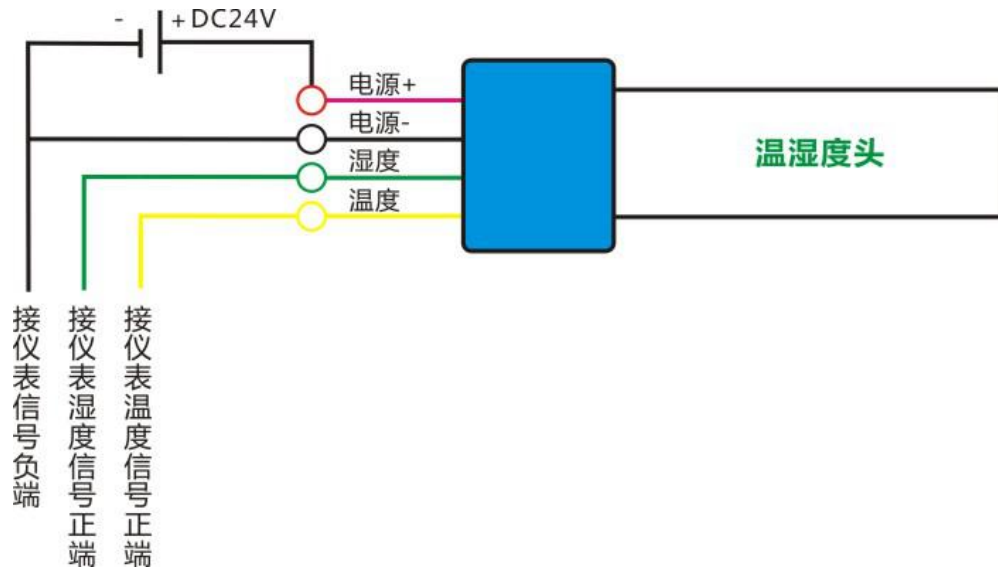 - + DC24V
电源+
电源-
湿度
温度
温湿度头
接仪表信号负端
接仪表湿度信号正端
接仪表温度信号正端